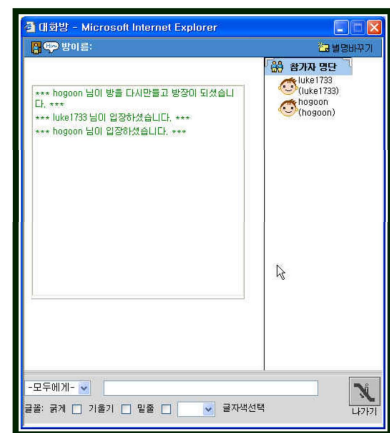 대화방 - Microsoft Internet Explorer
방이름:
별명바꾸기
참가자 명단
luke1733
(luke1733)
hogoon
(hogoon)
*** hogoon 님이 방을 다시만들고 방장이 되셨습니
다. ***
*** luke1733 님이 입장하셨습니다. ***
*** hogoon 님이 입장하셨습니다. ***
-모두에게-
글꼴: 굵게 기울기 밑줄 글자색선택
나가기